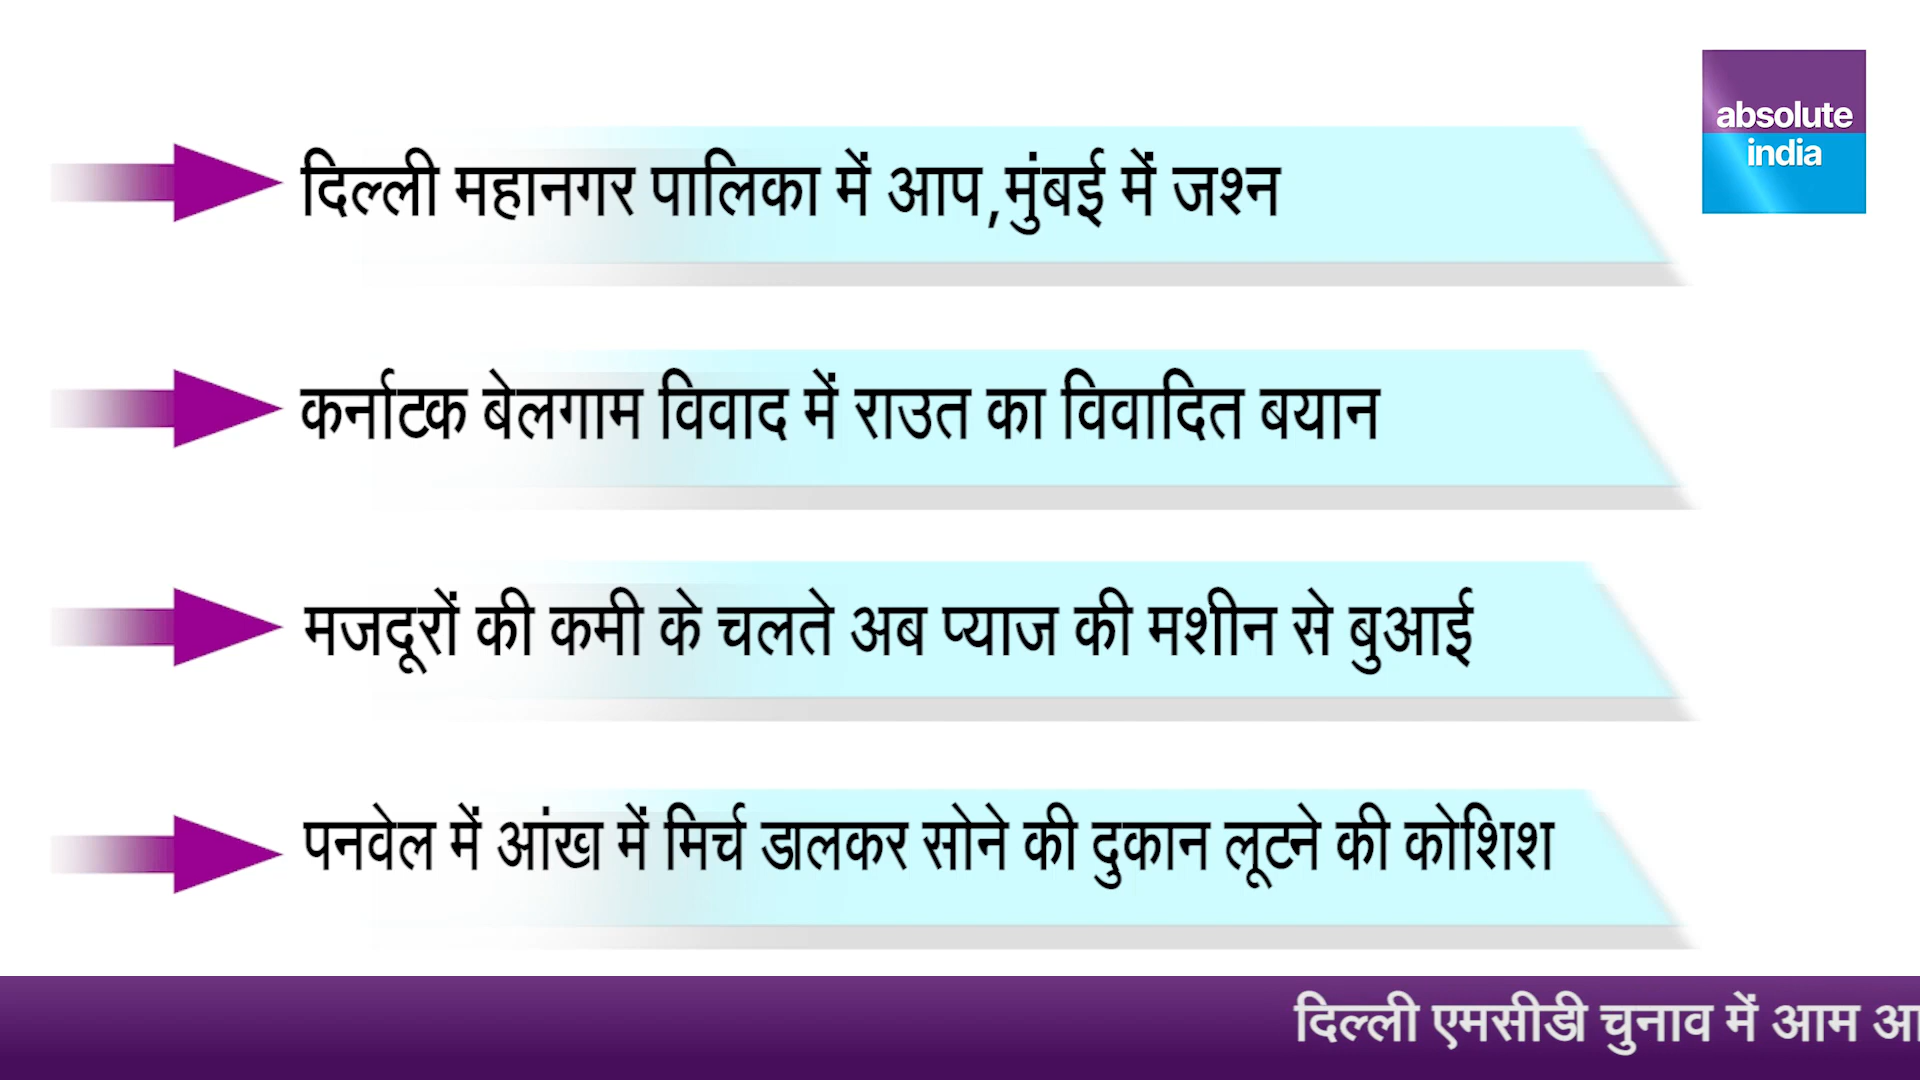 absolute
india
दिल्ली महानगर पालिका में आप,मुंबई में जश्न
कर्नाटक बेलगाम विवाद में राउत का विवादित बयान
मजदूरों की कमी के चलते अब प्याज की मशीन से बुआई
पनवेल में आंख में मिर्च डालकर सोने की दुकान लूटने की कोशिश
दिल्ली एमसीडी चुनाव में आम